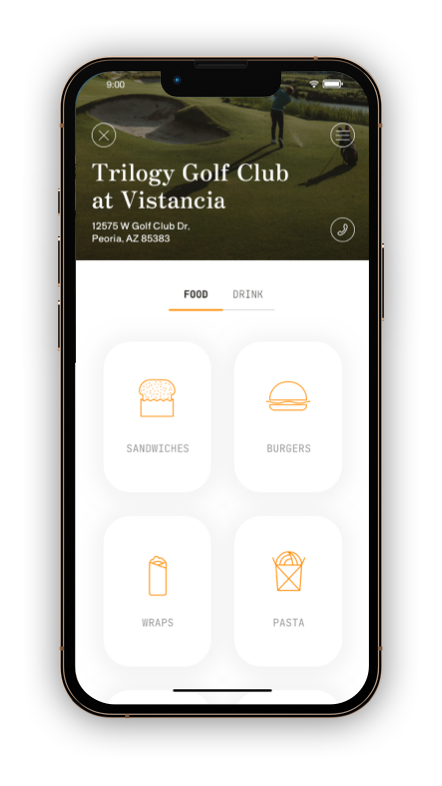 9:00
Trilogy Golf Club
at Vistancia
12575 W Golf Club Dr,
Peoria, AZ 85383
FOOD DRINK
SANDWICHES BURGERS
WRAPS PASTA